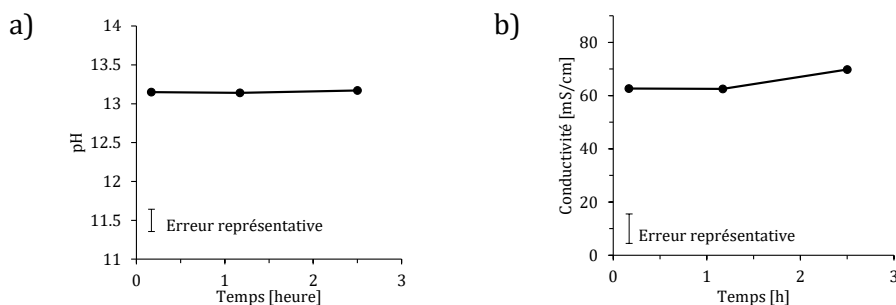 a)
pH
14
13.5
13
12.5
12
11.5
11
Erreur représentative
0 1 2 3
Temps [heure]
b)
Conductivité [mS/cm]
80
60
40
20
0
Erreur représentative
0 1 2 3
Temps [h]